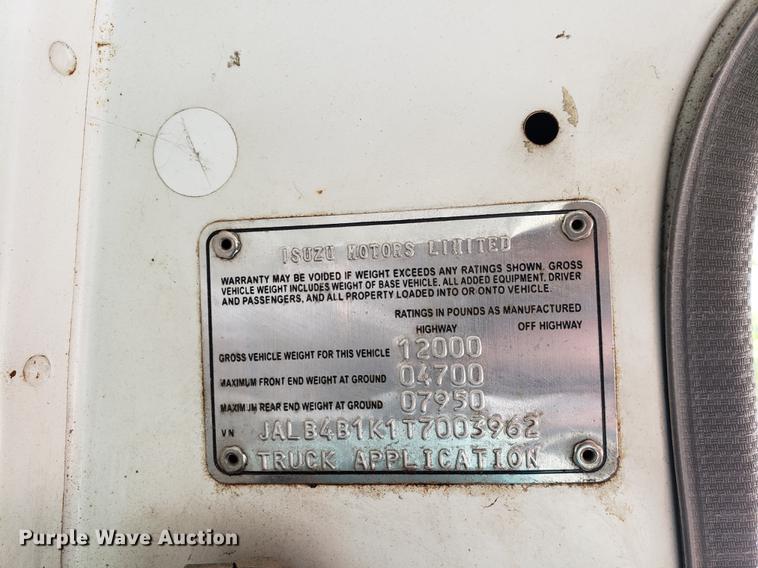 ISUZU MOTORS LIMITED
WARRANTY MAY BE VOIDED IF WEIGHT EXCEEDS ANY RATINGS SHOWN. GROSS
VEHICLE WEIGHT INCLUDES WEIGHT OF BASE VEHICLE. ALL ADDED EQUIPMENT, DRIVER
AND PASSENGERS, AND ALL PROPERTY LOADED INTO OR ONTO VEHICLE.
RATINGS IN POUNDS AS MANUFACTURED
HIGHWAY OFF HIGHWAY
GROSS VEHICLE WEIGHT FOR THIS VEHICLE 12000
MAXIMUM FRONT END WEIGHT AT GROUND 04700
MAXIMUM REAR END WEIGHT AT GROUND 07950
VIN JALB4B1K1T7003962
TRUCK APPLICATION
Purple Wave Auction